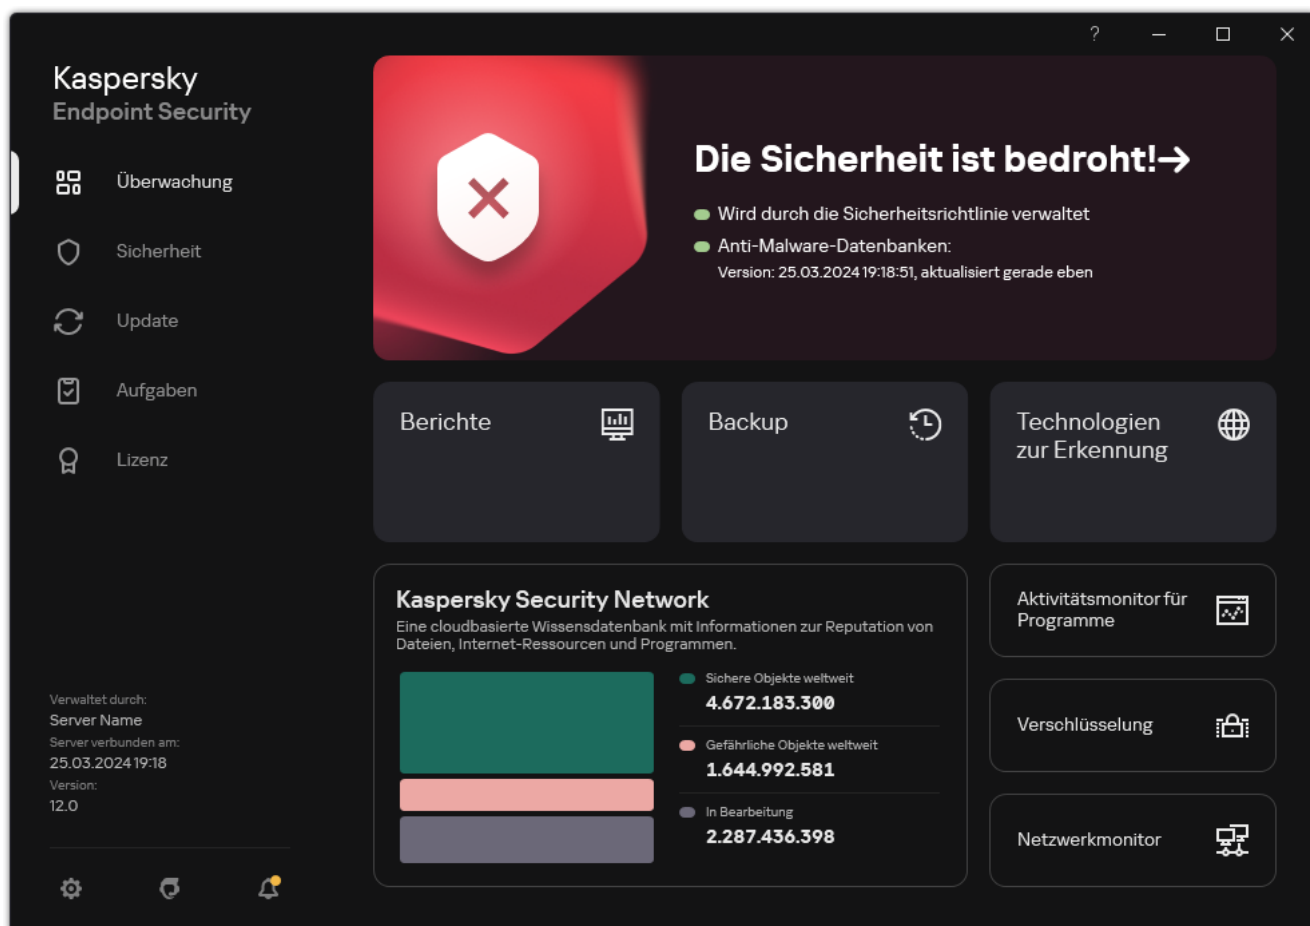 ?
Kaspersky
Endpoint Security
Überwachung
Sicherheit
Update
Aufgaben
Lizenz
Verwaltet durch:
Server Name
Server verbunden am:
25.03.2024 19:18
Version:
12.0
Die Sicherheit ist bedroht!→
Wird durch die Sicherheitsrichtlinie verwaltet
Anti-Malware-Datenbanken:
Version: 25.03.2024 19:18:51, aktualisiert gerade eben
Berichte
Backup
Technologien
zur Erkennung
Kaspersky Security Network
Eine cloudbasierte Wissensdatenbank mit Informationen zur Reputation von
Dateien, Internet-Ressourcen und Programmen.
Sichere Objekte weltweit
4.672.183.300
Gefährliche Objekte weltweit
1.644.992.581
In Bearbeitung
2.287.436.398
Aktivitätsmonitor für
Programme
Verschlüsselung
Netzwerkmonitor